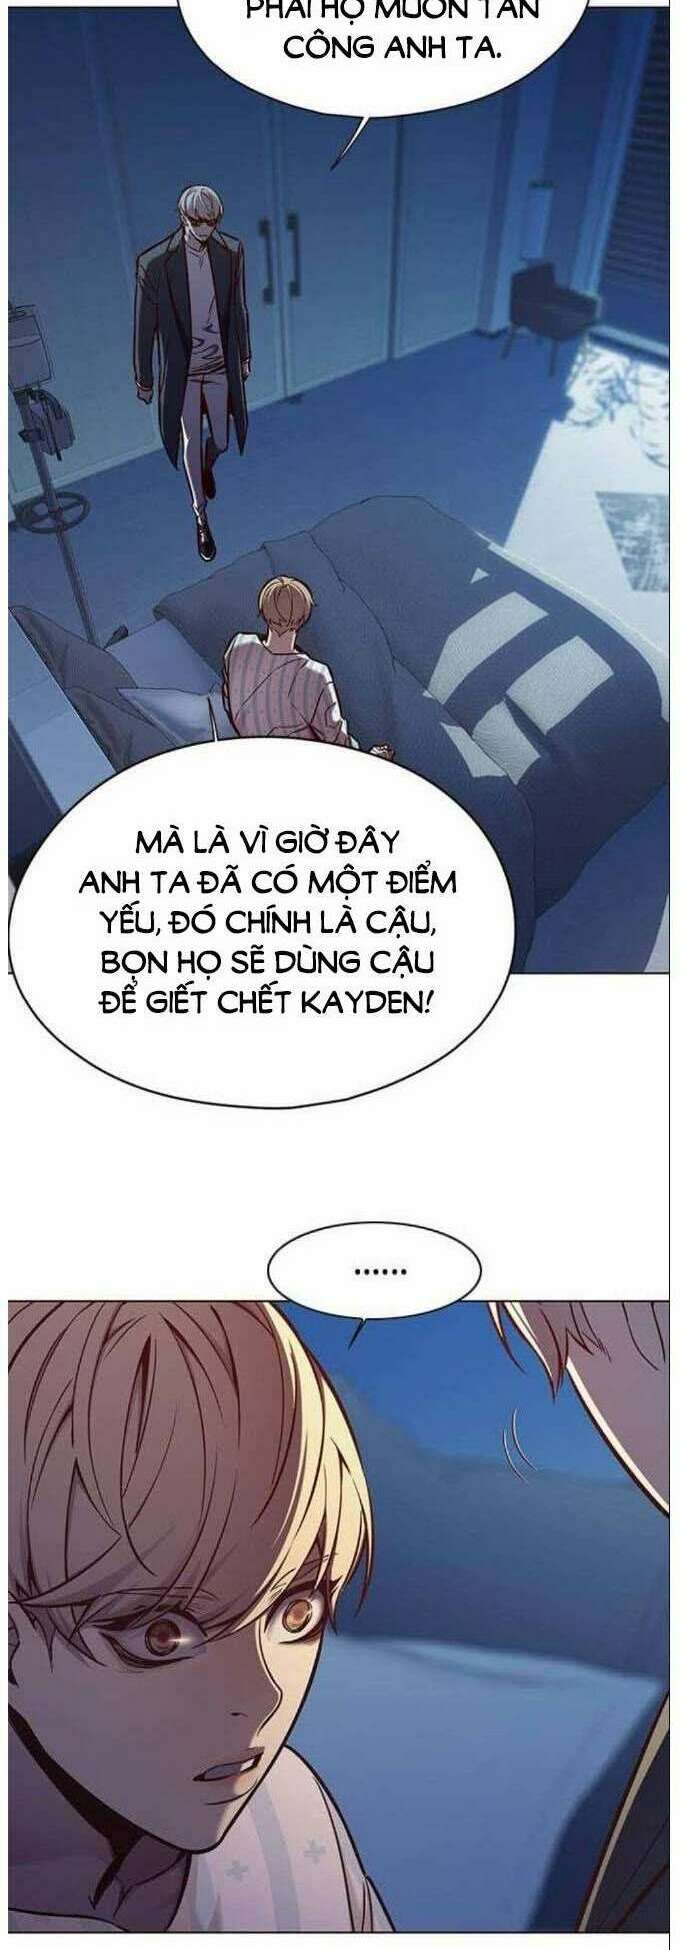 PHẢI HỌ MUỐN TẤN
CÔNG ANH TA.
MÀ LÀ VÌ GIỜ ĐÂY
ANH TA ĐÃ CÓ MỘT ĐIỂM
YẾU, ĐÓ CHÍNH LÀ CẬU,
BỌN HỌ SẼ DÙNG CẬU
ĐỂ GIẾT CHẾT KAYDEN!
......